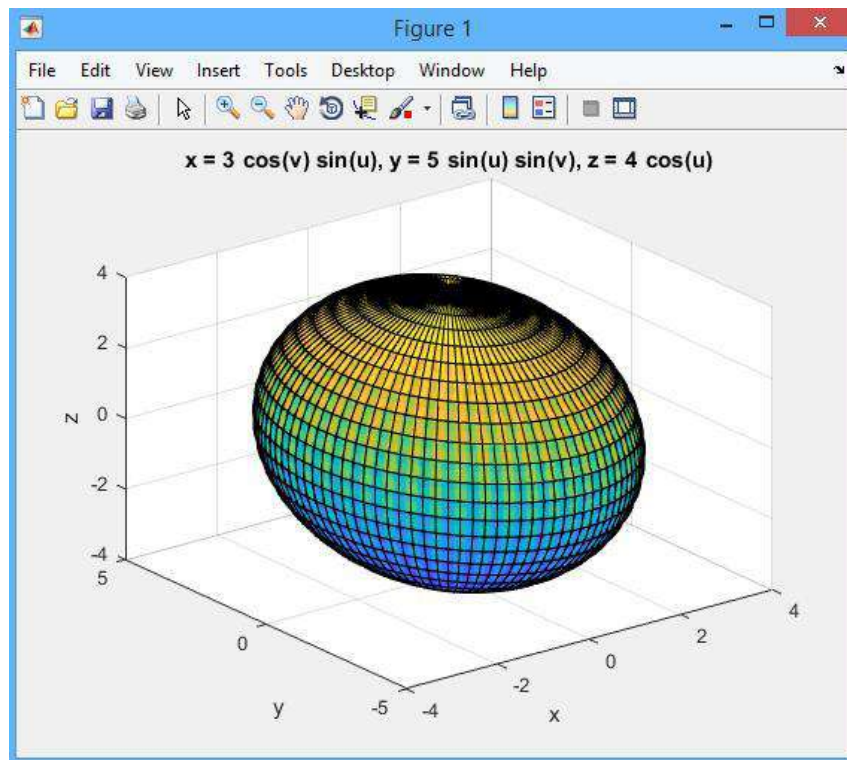 Figure 1
File Edit View Insert Tools Desktop Window Help
x = 3 cos(v) sin(u), y = 5 sin(u) sin(v), z = 4 cos(u)
4
2
0
-2
-4
z
5
0
-5
y
-4
-2
0
2
4
x